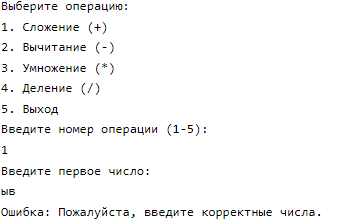 Выберите операцию:
1. Сложение (+)
2. Вычитание (-)
3. Умножение (*)
4. Деление (/)
5. Выход
Введите номер операции (1-5):
1
Введите первое число:
ыв
Ошибка: Пожалуйста, введите корректные числа.